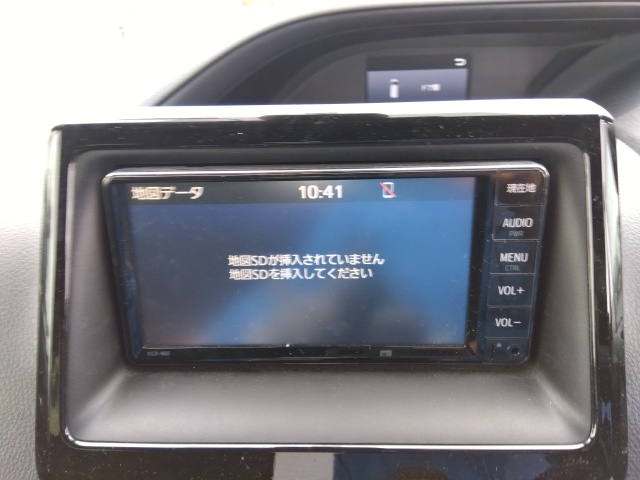 地図データ 10:41
地図SDが挿入されていません
地図SDを挿入してください
現在地
AUDIO
PWR
MENU
CTRL
VOL+
VOL−